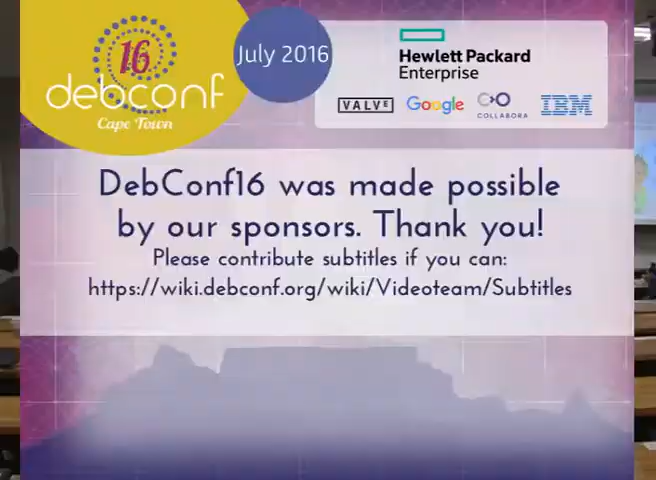 16
debconf
Cape Town
July 2016
Hewlett Packard
Enterprise
VALVE
Google
COLLABORA
IBM
DebConf16 was made possible
by our sponsors. Thank you!
Please contribute subtitles if you can:
https://wiki.debconf.org/wiki/Videoteam/Subtitles